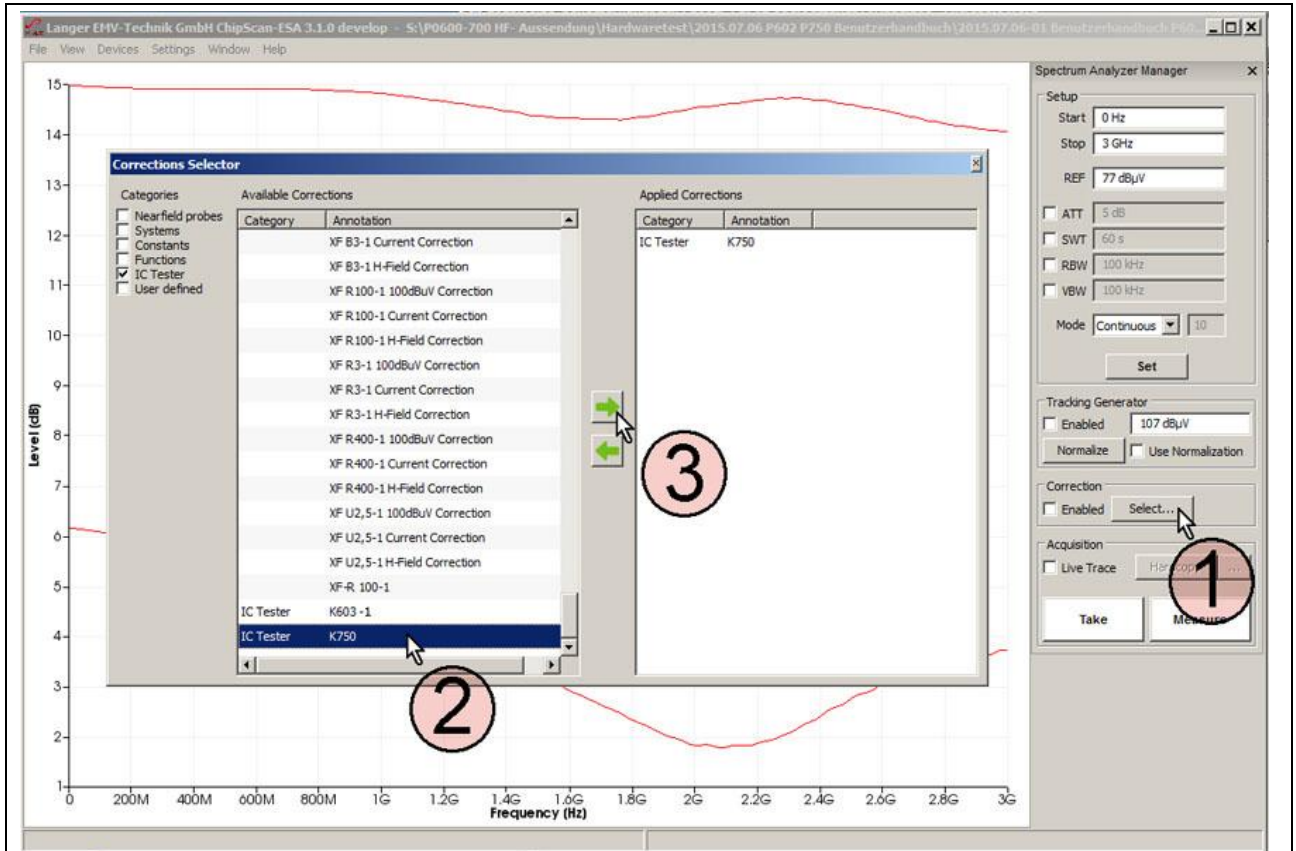 Langer EMV-Technik GmbH ChipScan-ESA 3.1.0 develop - S:\P0600-700 HF- Aussendung\Hardwaretest\2015.07.06 P602 P750 Benutzerhandbuch\2015.07.06-01 Benutzerhandbuch P60...
File View Devices Settings Window Help
15
14
13
12
11
10
9
8
7
6
5
4
3
2
1
Level (dB)
0 200M 400M 600M 800M 1G 1.2G 1.4G 1.6G 1.8G 2G 2.2G 2.4G 2.6G 2.8G 3G
Frequency (Hz)
Corrections Selector
Categories
Nearfield probes
Systems
Constants
Functions
IC Tester
User defined
Available Corrections
Category Annotation
XF B3-1 Current Correction
XF B3-1 H-Field Correction
XF R100-1 100dBuV Correction
XF R100-1 Current Correction
XF R100-1 H-Field Correction
XF R3-1 100dBuV Correction
XF R3-1 Current Correction
XF R3-1 H-Field Correction
XF R400-1 100dBuV Correction
XF R400-1 Current Correction
XF R400-1 H-Field Correction
XF U2,5-1 100dBuV Correction
XF U2,5-1 Current Correction
XF U2,5-1 H-Field Correction
XF-R 100-1
IC Tester K603 -1
IC Tester K750
2
3
Applied Corrections
Category Annotation
IC Tester K750
Spectrum Analyzer Manager
Setup
Start 0 Hz
Stop 3 GHz
REF 77 dBµV
ATT 5 dB
SWT 60 s
RBW 100 kHz
VBW 100 kHz
Mode Continuous 10
Set
Tracking Generator
Enabled 107 dBµV
Normalize Use Normalization
Correction
Enabled Select...
1
Acquisition
Live Trace ...
Take Measure